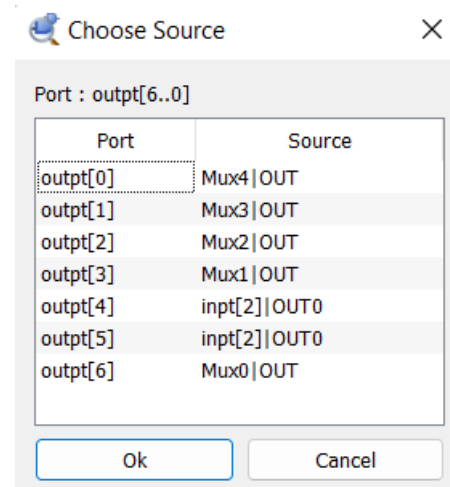 Choose Source
Port : outpt[6..0]
Port Source
outpt[0] Mux4|OUT
outpt[1] Mux3|OUT
outpt[2] Mux2|OUT
outpt[3] Mux1|OUT
outpt[4] inpt[2]|OUT0
outpt[5] inpt[2]|OUT0
outpt[6] Mux0|OUT
Ok Cancel